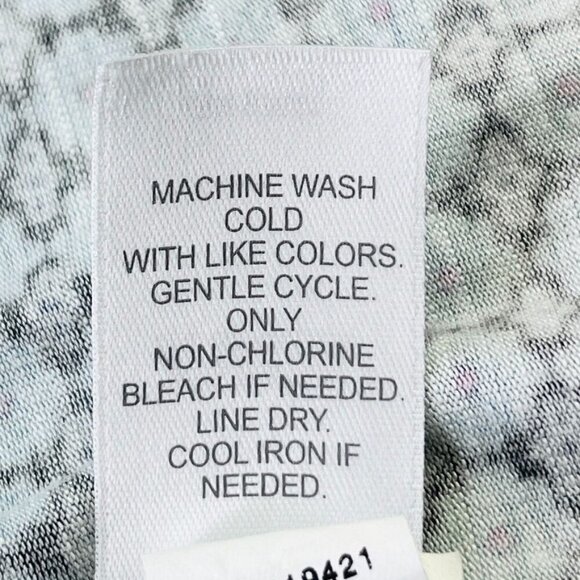 MACHINE WASH
COLD
WITH LIKE COLORS.
GENTLE CYCLE.
ONLY
NON-CHLORINE
BLEACH IF NEEDED.
LINE DRY.
COOL IRON IF
NEEDED.
19421